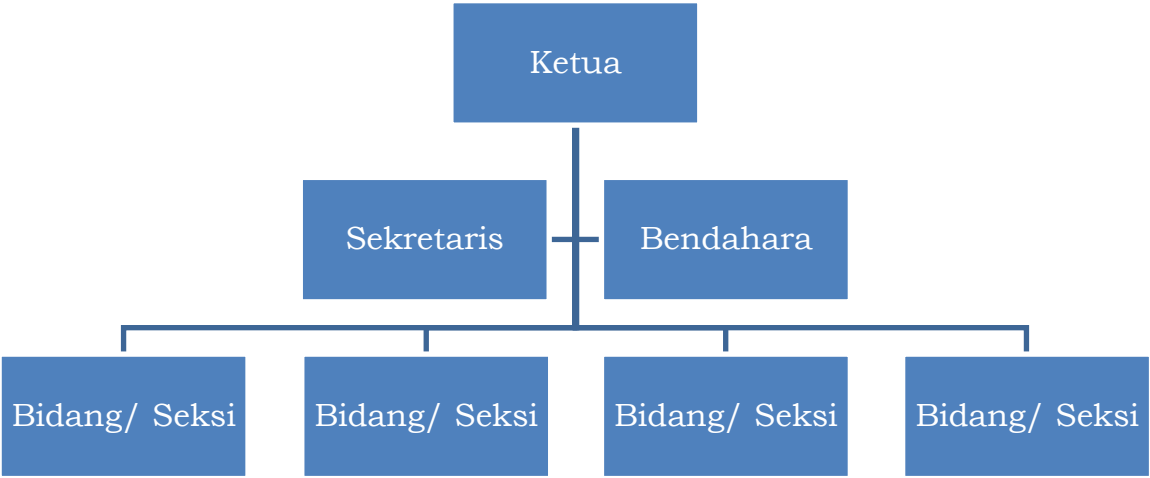 Ketua
Sekretaris
Bendahara
Bidang/ Seksi
Bidang/ Seksi
Bidang/ Seksi
Bidang/ Seksi